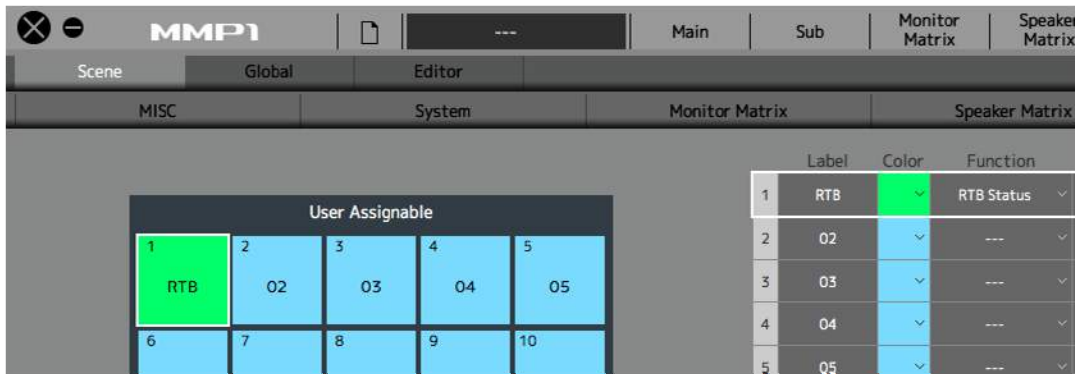 MMP1
---
Main
Sub
Monitor
Matrix
Speaker
Matrix
Scene
Global
Editor
MISC
System
Monitor Matrix
Speaker Matrix
Label
Color
Function
User Assignable
1
RTB
2
02
3
03
4
04
5
05
6
7
8
9
10
1
RTB
RTB Status
2
02
---
3
03
---
4
04
---
5
05
---